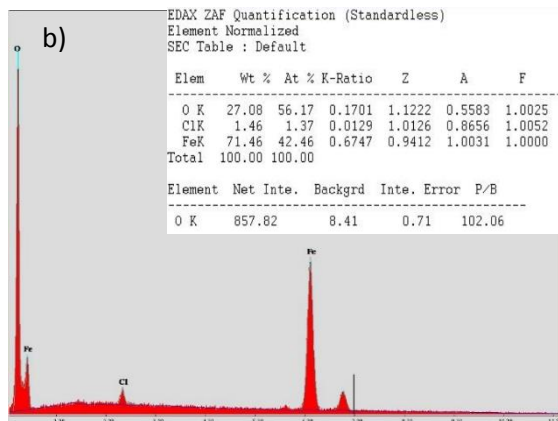 EDAX ZAF Quantification (Standardless)
Element Normalized
SEC Table : Default
Elem Wt % At % K-Ratio Z A F
O K 27.08 56.17 0.1701 1.1222 0.5583 1.0025
ClK 1.46 1.37 0.0129 1.0126 0.8656 1.0052
FeK 71.46 42.46 0.6747 0.9412 1.0031 1.0000
Total 100.00 100.00
Element Net Inte. Backgrd Inte. Error P/B
O K 857.82 8.41 0.71 102.06
b)
O
Fe
Cl
Fe